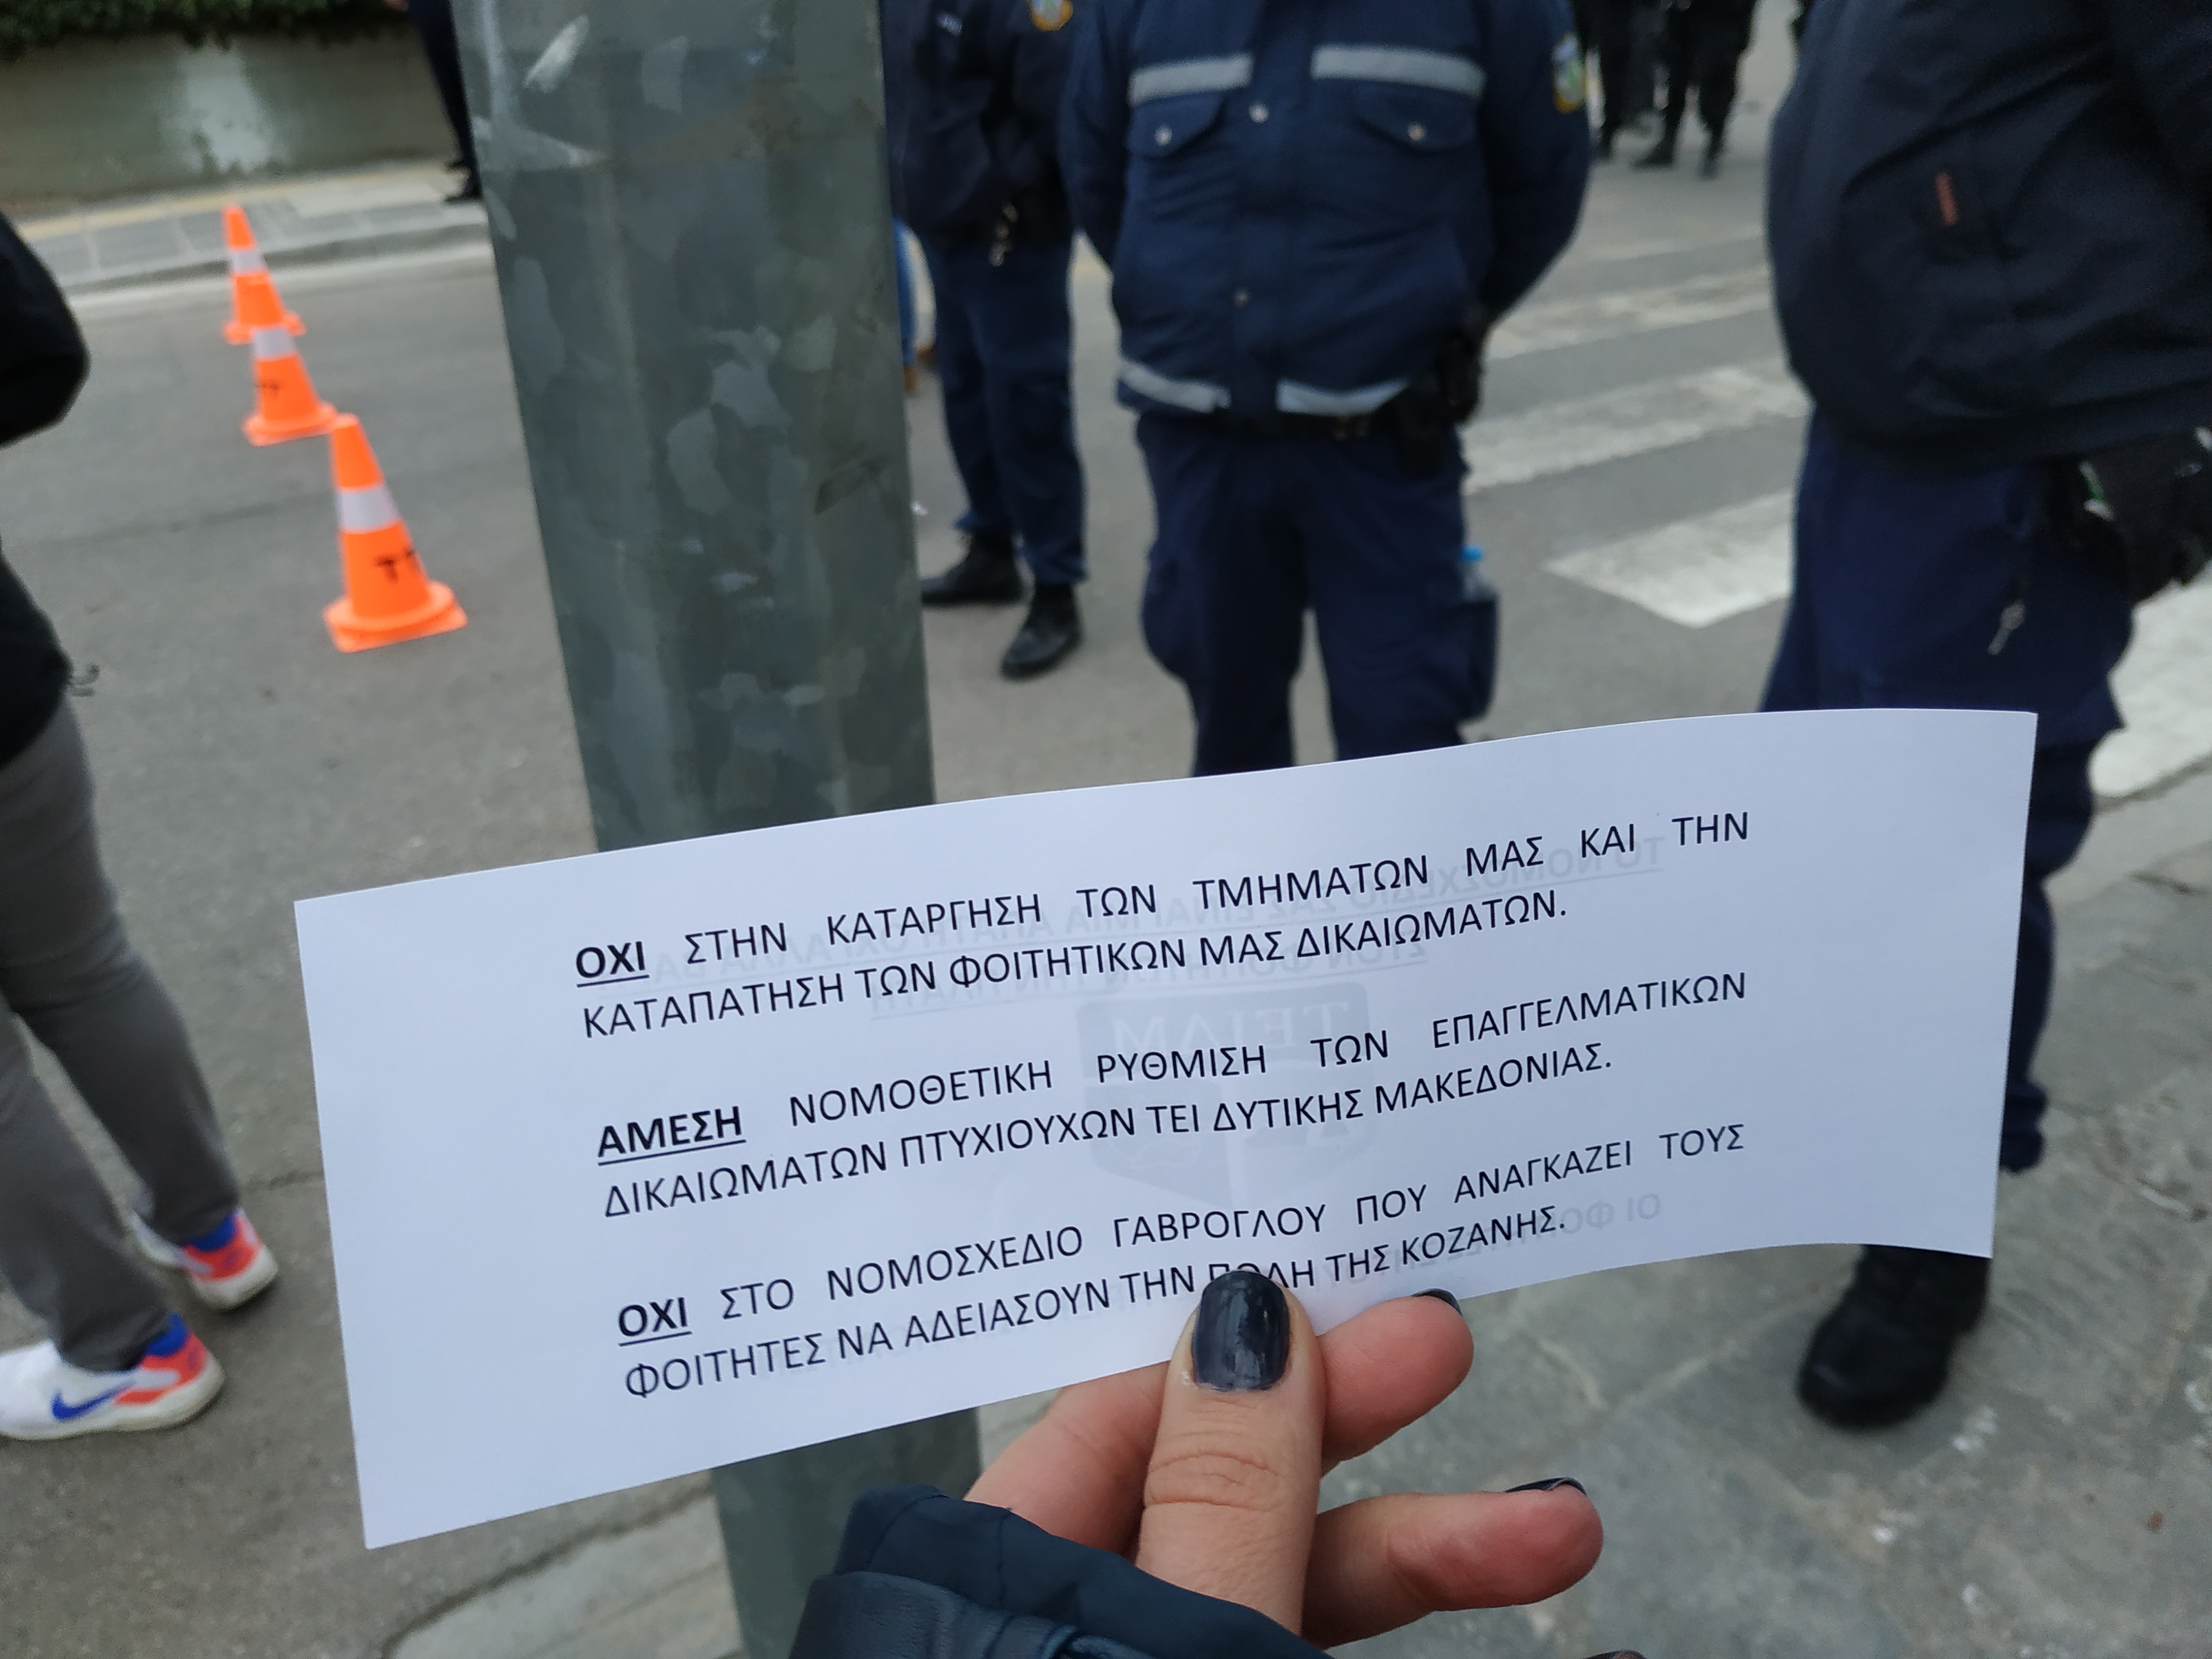 ΟΧΙ ΣΤΗΝ ΚΑΤΑΡΓΗΣΗ ΤΩΝ ΤΜΗΜΑΤΩΝ ΜΑΣ ΚΑΙ ΤΗΝ
ΚΑΤΑΠΑΤΗΣΗ ΤΩΝ ΦΟΙΤΗΤΙΚΩΝ ΜΑΣ ΔΙΚΑΙΩΜΑΤΩΝ.
ΑΜΕΣΗ ΝΟΜΟΘΕΤΙΚΗ ΡΥΘΜΙΣΗ ΤΩΝ ΕΠΑΓΓΕΛΜΑΤΙΚΩΝ
ΔΙΚΑΙΩΜΑΤΩΝ ΠΤΥΧΙΟΥΧΩΝ ΤΕΙ ΔΥΤΙΚΗΣ ΜΑΚΕΔΟΝΙΑΣ.
ΟΧΙ ΣΤΟ ΝΟΜΟΣΧΕΔΙΟ ΓΑΒΡΟΓΛΟΥ ΠΟΥ ΑΝΑΓΚΑΖΕΙ ΤΟΥΣ
ΦΟΙΤΗΤΕΣ ΝΑ ΑΔΕΙΑΣΟΥΝ ΤΗΝ ΠΟΛΗ ΤΗΣ ΚΟΖΑΝΗΣ.